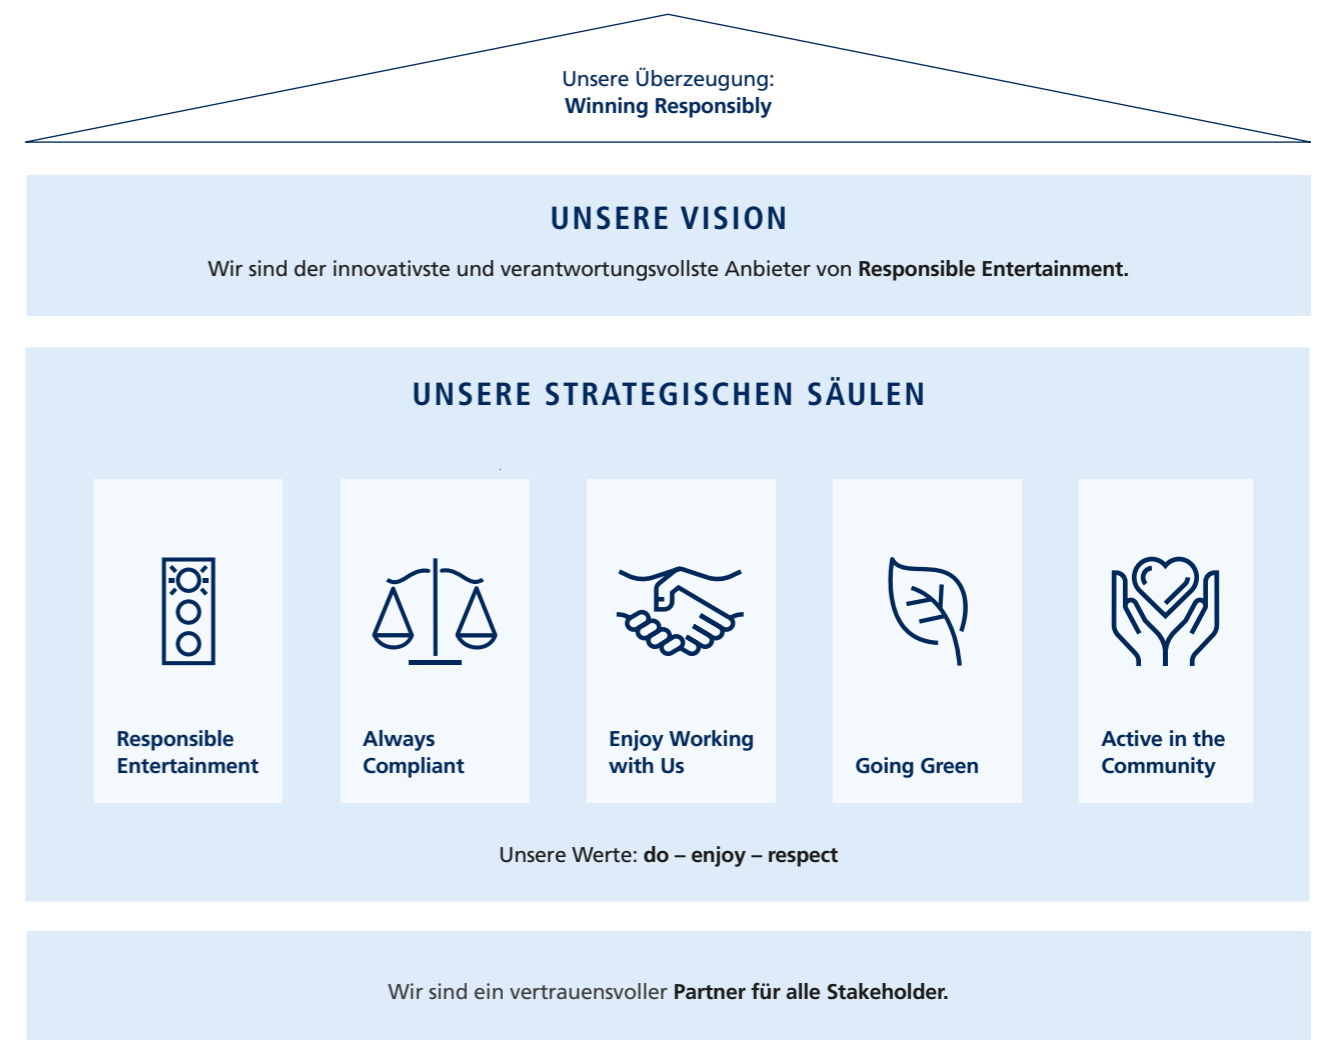 Unsere Überzeugung:
Winning Responsibly
UNSERE VISION
Wir sind der innovativste und verantwortungsvollste Anbieter von Responsible Entertainment.
UNSERE STRATEGISCHEN SÄULEN
Responsible
Entertainment
Always
Compliant
Enjoy Working
with Us
Going Green
Active in the
Community
Unsere Werte: do – enjoy – respect
Wir sind ein vertrauensvoller Partner für alle Stakeholder.